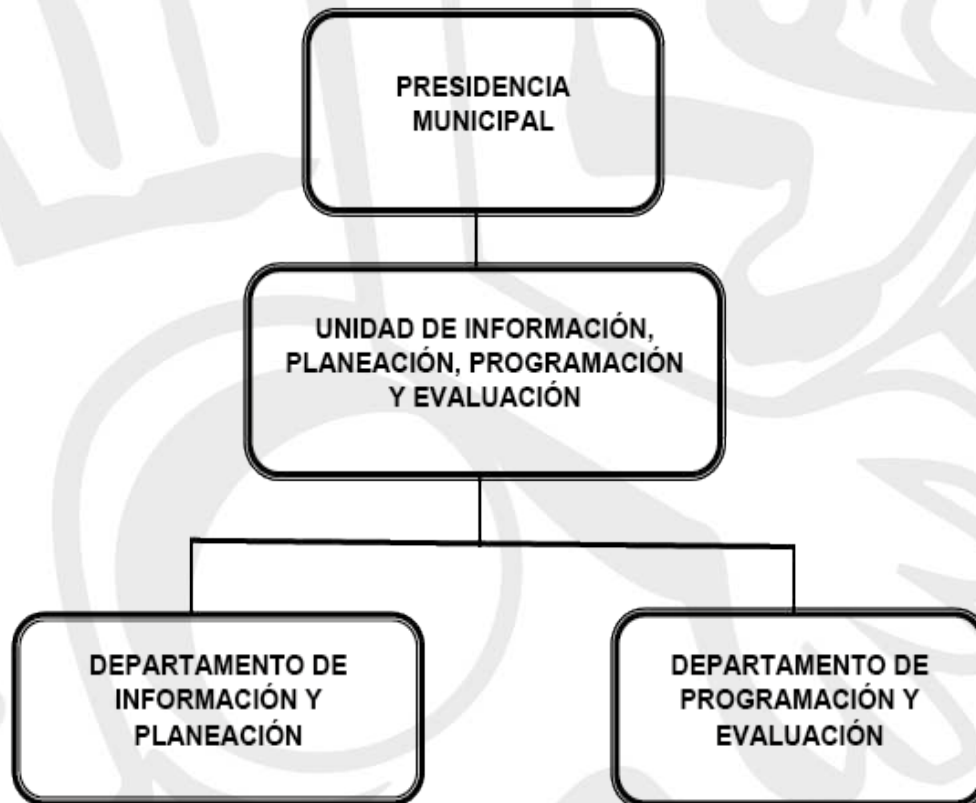 PRESIDENCIA
MUNICIPAL
UNIDAD DE INFORMACIÓN,
PLANEACIÓN, PROGRAMACIÓN
Y EVALUACIÓN
DEPARTAMENTO DE
INFORMACIÓN Y
PLANEACIÓN
DEPARTAMENTO DE
PROGRAMACIÓN Y
EVALUACIÓN